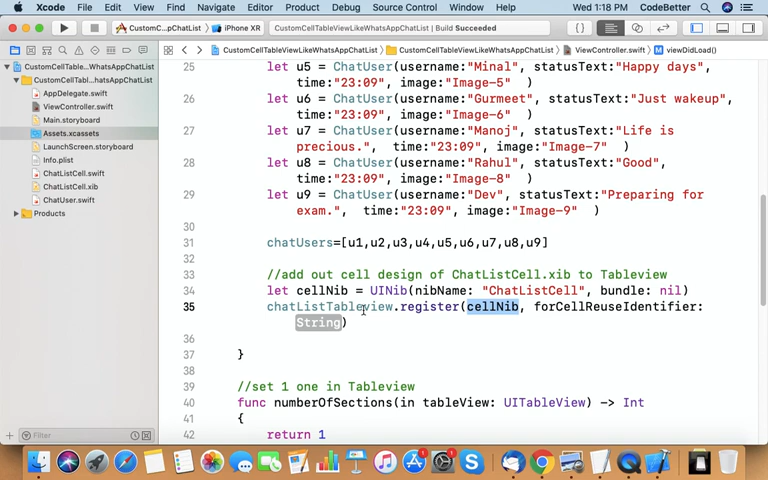 Xcode File Edit View Find Navigate Editor Product Debug Source Control Window Help Wed 1:18 PM CodeBetter
CustomC...pChatList iPhone XR CustomCellTableViewLikeWhatsAppChatList | Build Succeeded
CustomCellTableViewLikeWhatsAppChatList CustomCellTableViewLikeWhatsAppChatList ViewController.swift viewDidLoad()
CustomCellTable...WhatsAppChatList
CustomCellTabl...hatsAppChatList
AppDelegate.swift
ViewController.swift
Main.storyboard
Assets.xcassets
LaunchScreen.storyboard
Info.plist
ChatListCell.swift
ChatListCell.xib
ChatUser.swift
Products
Filter
25 let u5 = ChatUser(username:"Minal", statusText:"Happy days",
time:"23:09", image:"Image-5" )
26 let u6 = ChatUser(username:"Gurmeet", statusText:"Just wakeup",
time:"23:09", image:"Image-6" )
27 let u7 = ChatUser(username:"Manoj", statusText:"Life is
precious.", time:"23:09", image:"Image-7" )
28 let u8 = ChatUser(username:"Rahul", statusText:"Good",
time:"23:09", image:"Image-8" )
29 let u9 = ChatUser(username:"Dev", statusText:"Preparing for
exam.", time:"23:09", image:"Image-9" )
30
31 chatUsers=[u1,u2,u3,u4,u5,u6,u7,u8,u9]
32
33 //add out cell design of ChatListCell.xib to Tableview
34 let cellNib = UINib(nibName: "ChatListCell", bundle: nil)
35 chatListTableview.register(cellNib, forCellReuseIdentifier:
String)
36
37 }
38
39 //set 1 one in Tableview
40 func numberOfSections(in tableView: UITableView) -> Int
41 {
42 return 1